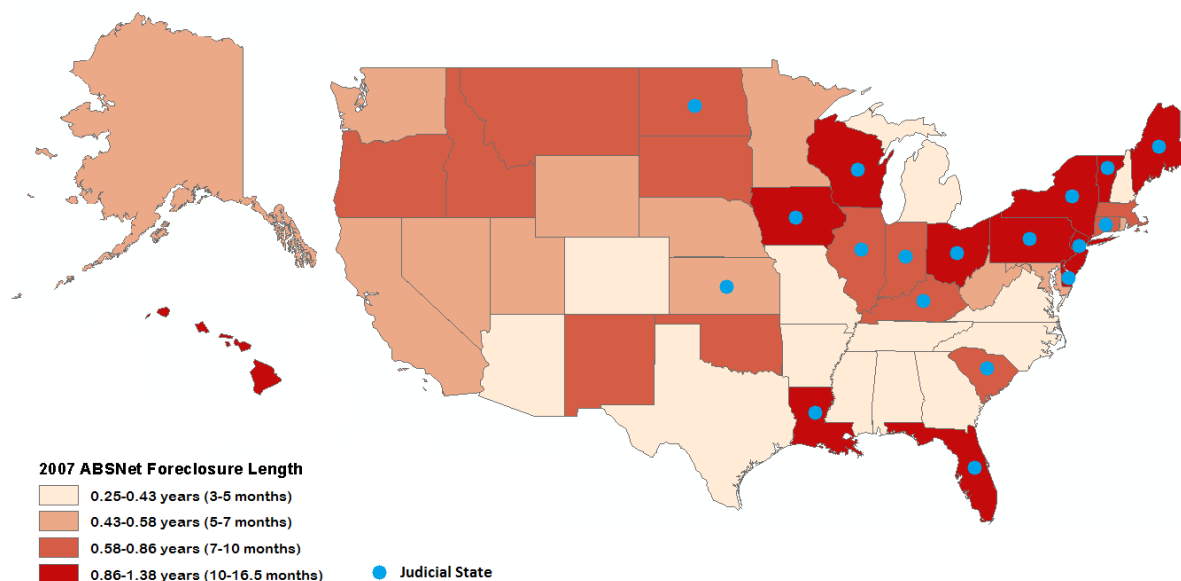 2007 ABSNet Foreclosure Length
0.25-0.43 years (3-5 months)
0.43-0.58 years (5-7 months)
0.58-0.86 years (7-10 months)
0.86-1.38 years (10-16.5 months)
Judicial State